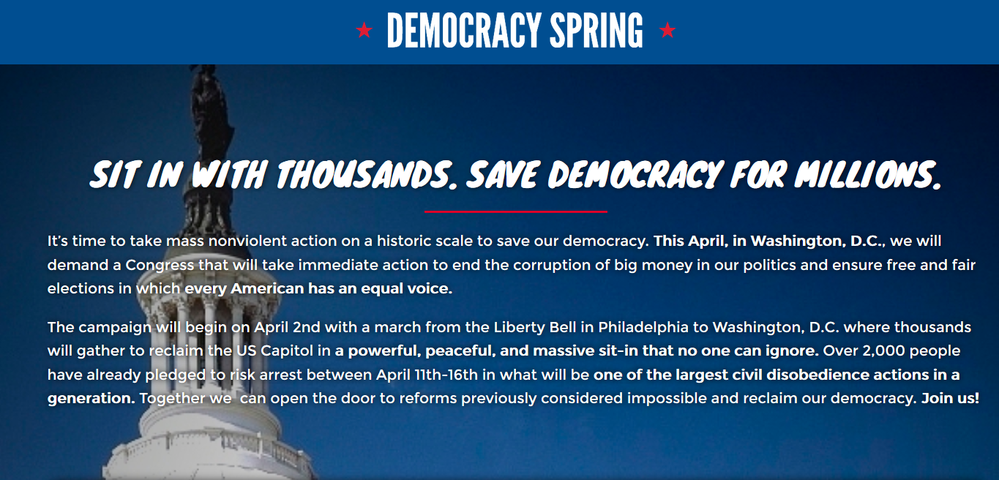 DEMOCRACY SPRING
SIT IN WITH THOUSANDS. SAVE DEMOCRACY FOR MILLIONS.
It's time to take mass nonviolent action on a historic scale to save our democracy. This April, in Washington, D.C., we will
demand a Congress that will take immediate action to end the corruption of big money in our politics and ensure free and fair
elections in which every American has an equal voice.
The campaign will begin on April 2nd with a march from the Liberty Bell in Philadelphia to Washington, D.C. where thousands
will gather to reclaim the US Capitol in a powerful, peaceful, and massive sit-in that no one can ignore. Over 2,000 people
have already pledged to risk arrest between April 11th-16th in what will be one of the largest civil disobedience actions in a
generation. Together we can open the door to reforms previously considered impossible and reclaim our democracy. Join us!